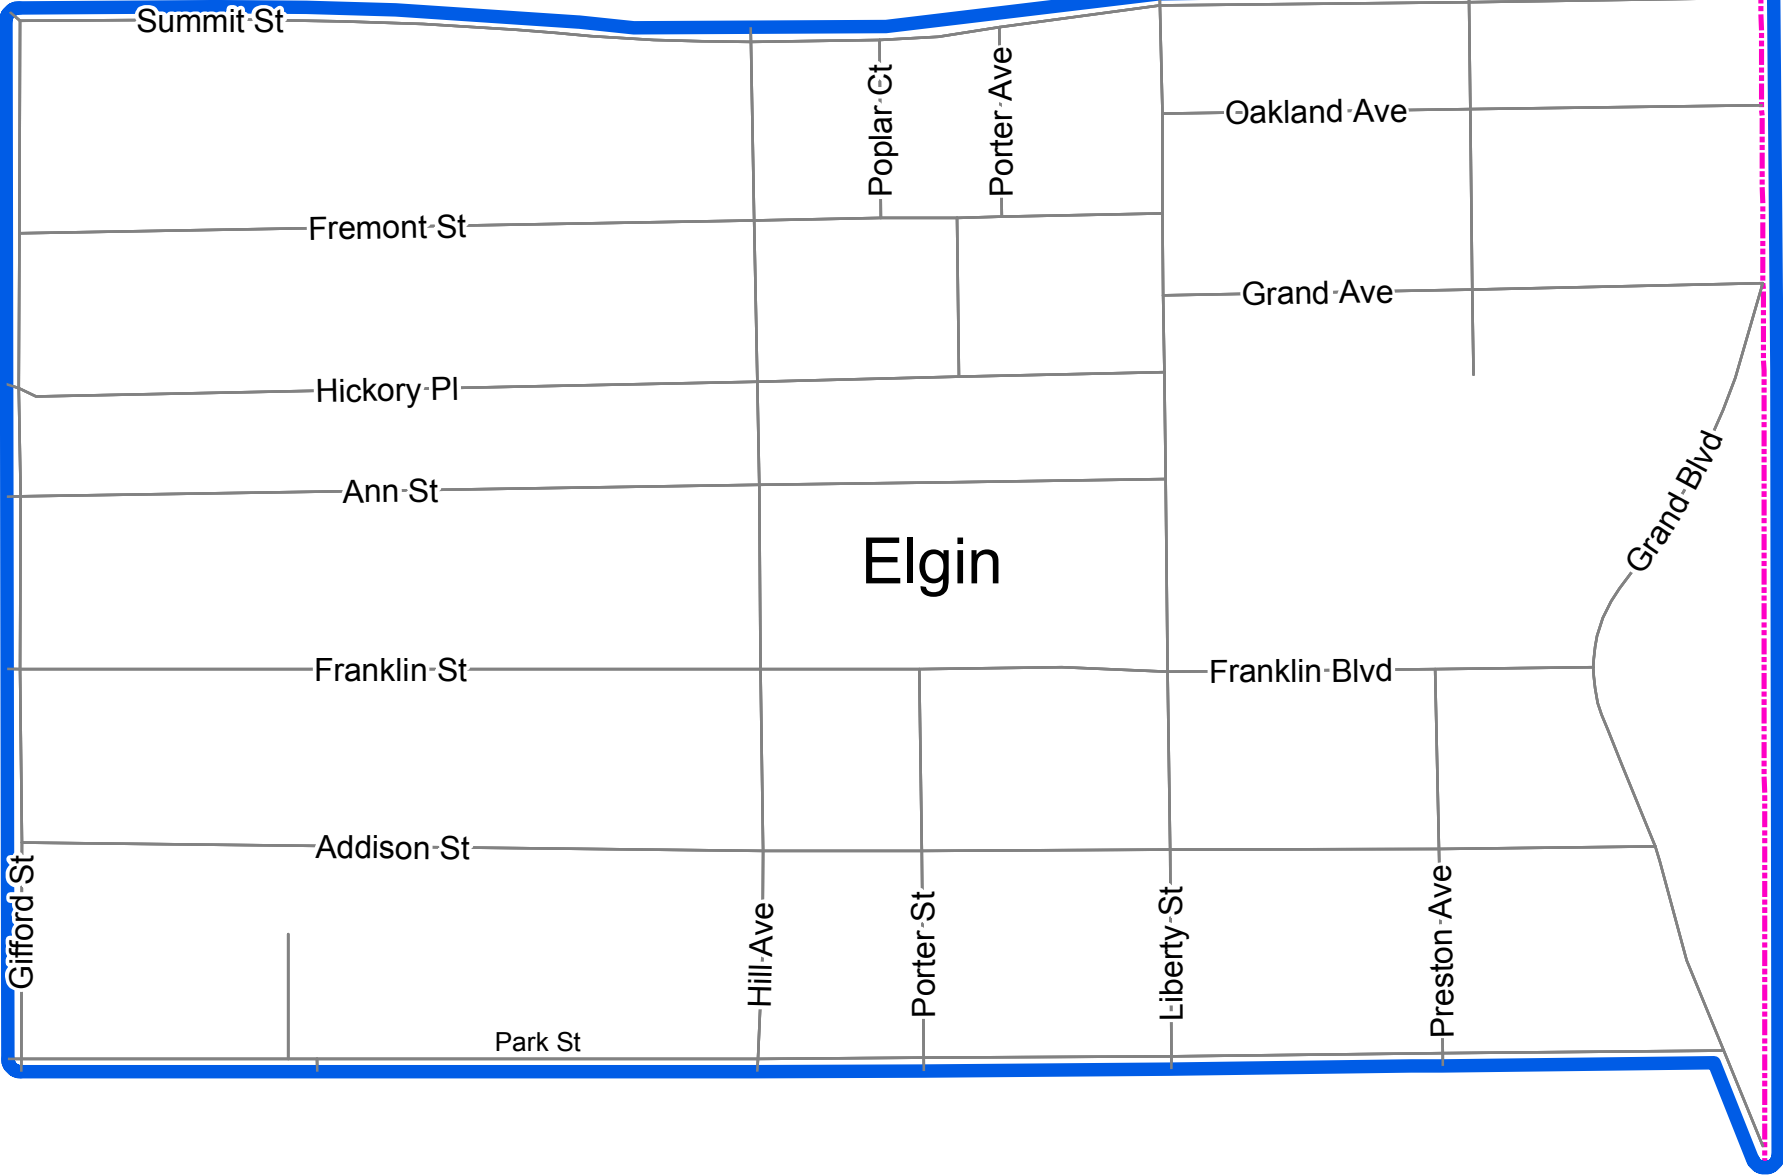 Summit St
Poplar Ct
Porter Ave
Oakland Ave
Fremont St
Grand Ave
Hickory Pl
Ann St
Grand Blvd
Elgin
Franklin St
Franklin Blvd
Addison St
Gifford St
Hill Ave
Porter St
Liberty St
Preston Ave
Park St